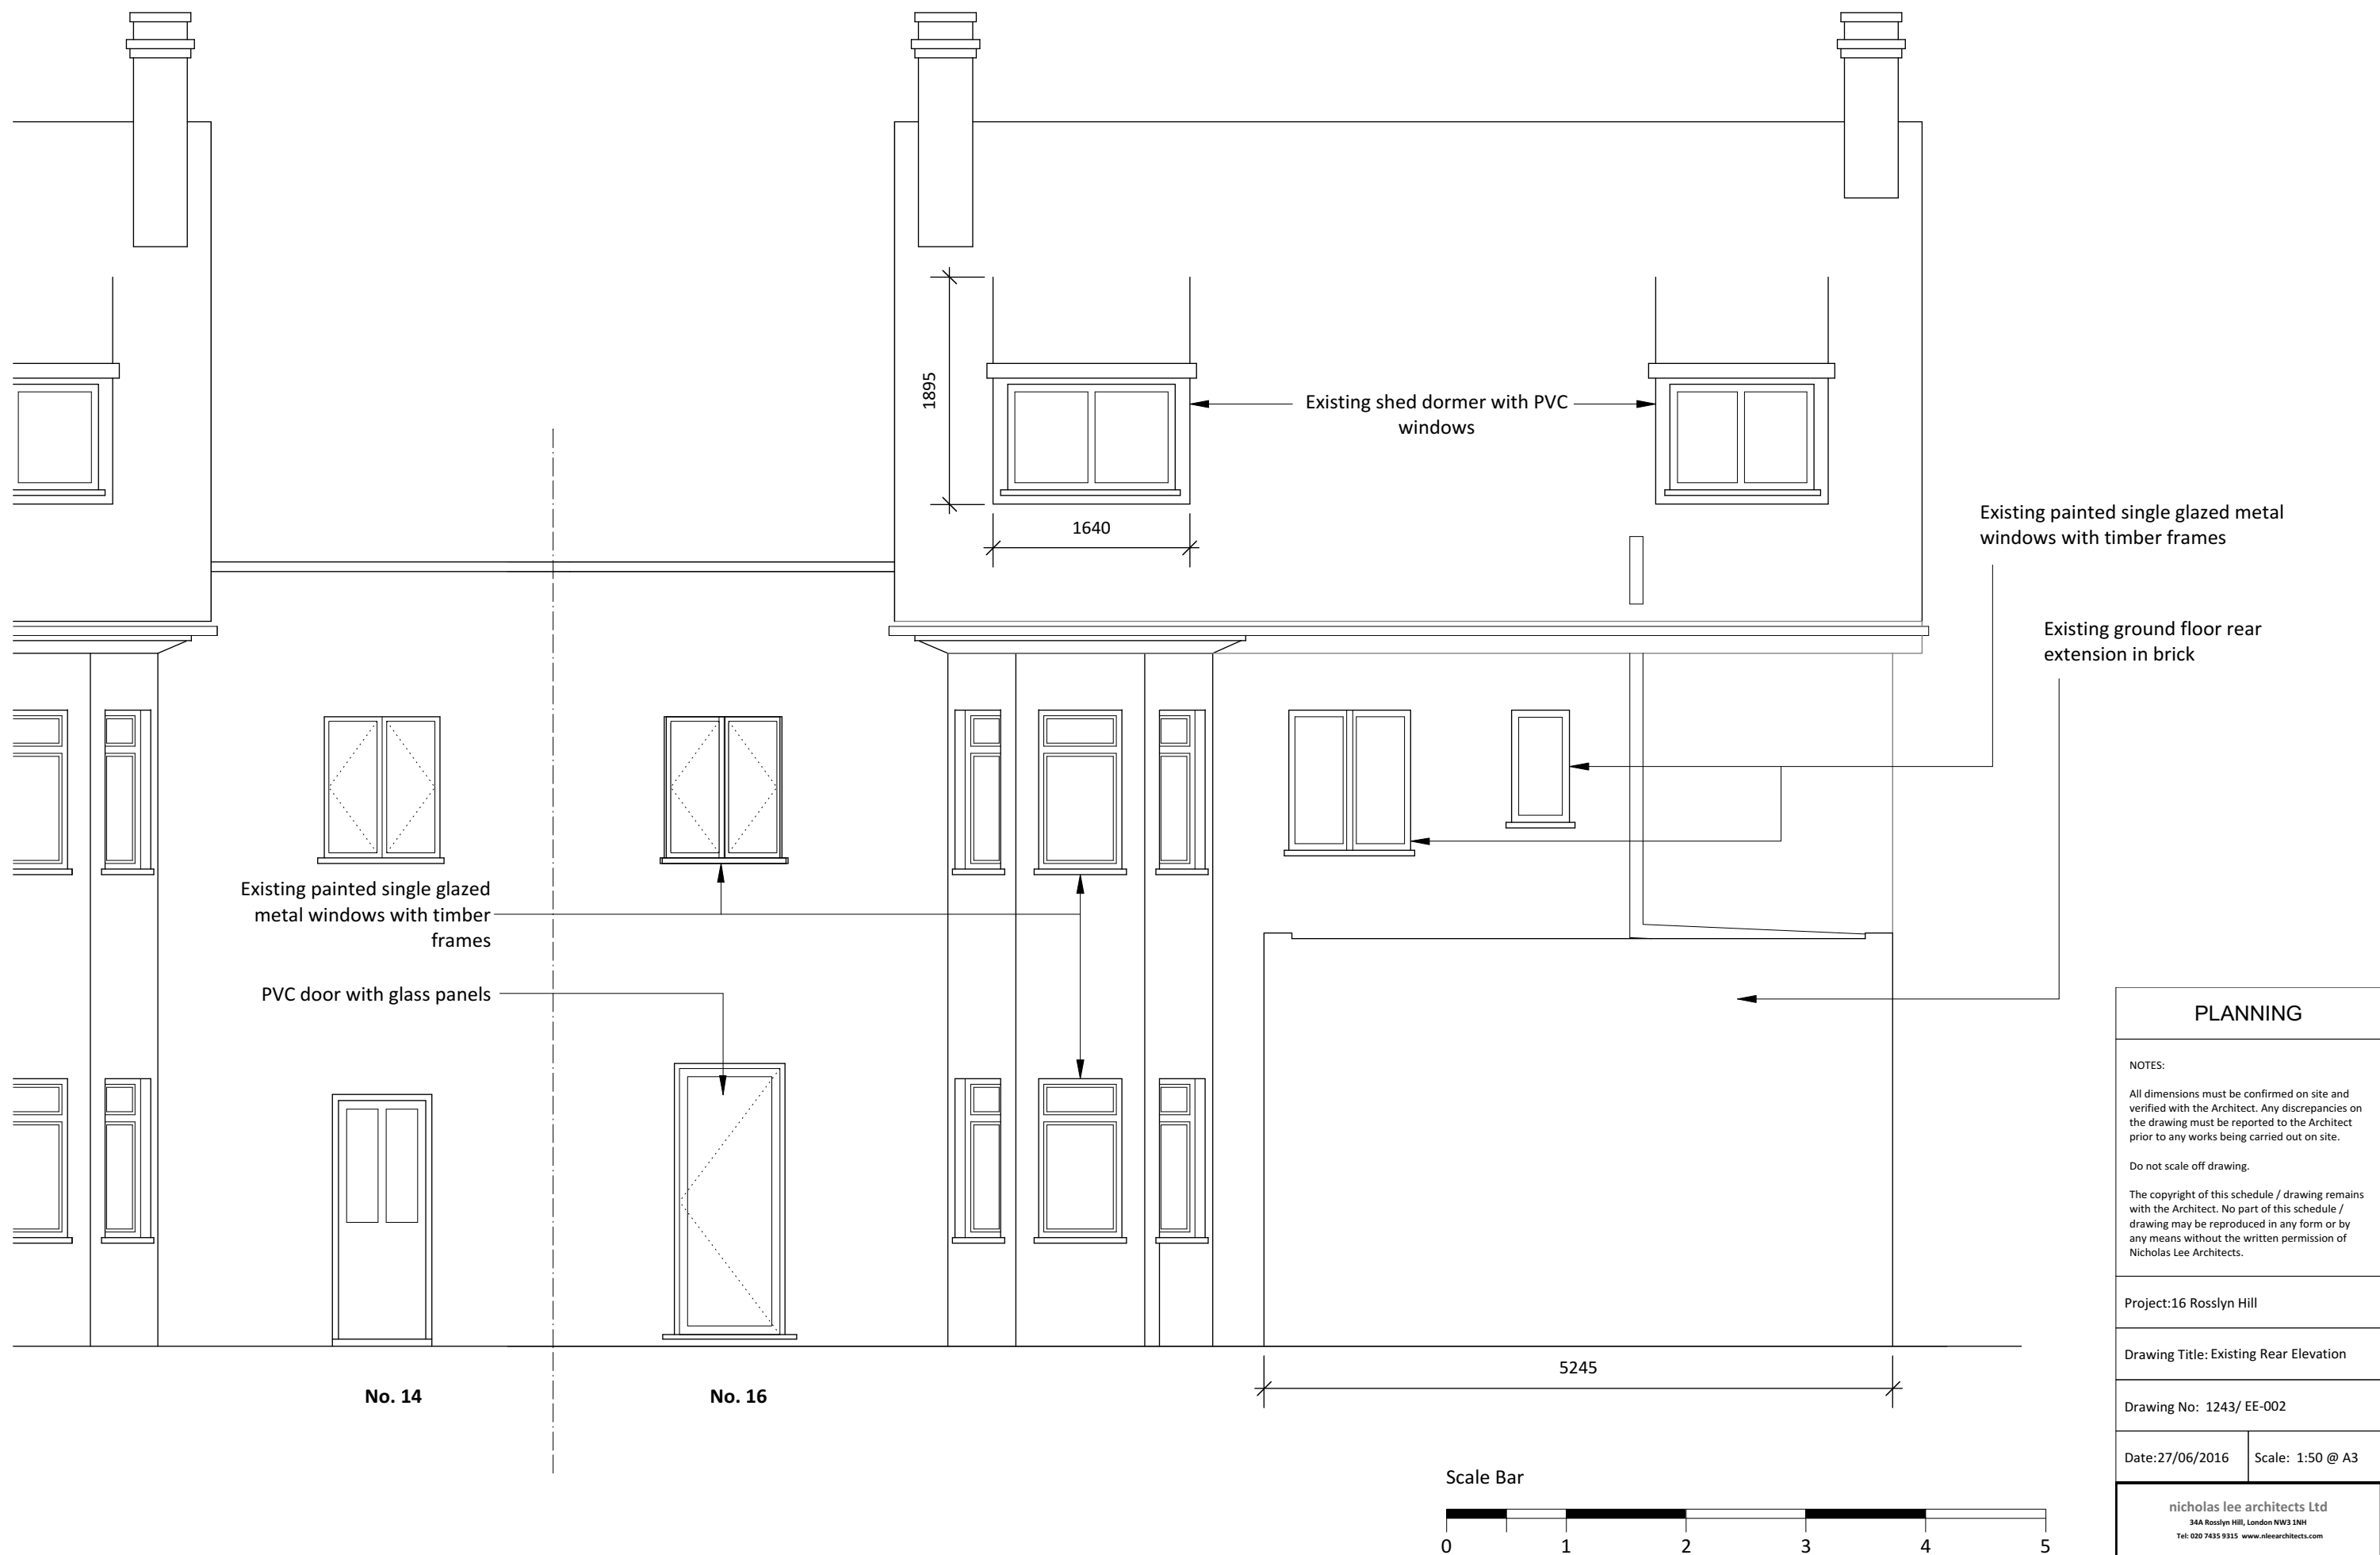 1895
Existing shed dormer with PVC
windows
1640
Existing painted single glazed metal
windows with timber frames
Existing ground floor rear
extension in brick
Existing painted single glazed
metal windows with timber
frames
PVC door with glass panels
No. 14
No. 16
5245
Scale Bar
0 1 2 3 4 5
PLANNING
NOTES:
All dimensions must be confirmed on site and
verified with the Architect. Any discrepancies on
the drawing must be reported to the Architect
prior to any works being carried out on site.
Do not scale off drawing.
The copyright of this schedule / drawing remains
with the Architect. No part of this schedule /
drawing may be reproduced in any form or by
any means without the written permission of
Nicholas Lee Architects.
Project:16 Rosslyn Hill
Drawing Title: Existing Rear Elevation
Drawing No: 1243/ EE-002
Date:27/06/2016 Scale: 1:50 @ A3
nicholas lee architects Ltd
34A Rosslyn Hill, London NW3 1NH
Tel: 020 7435 9315 www.nleearchitects.com